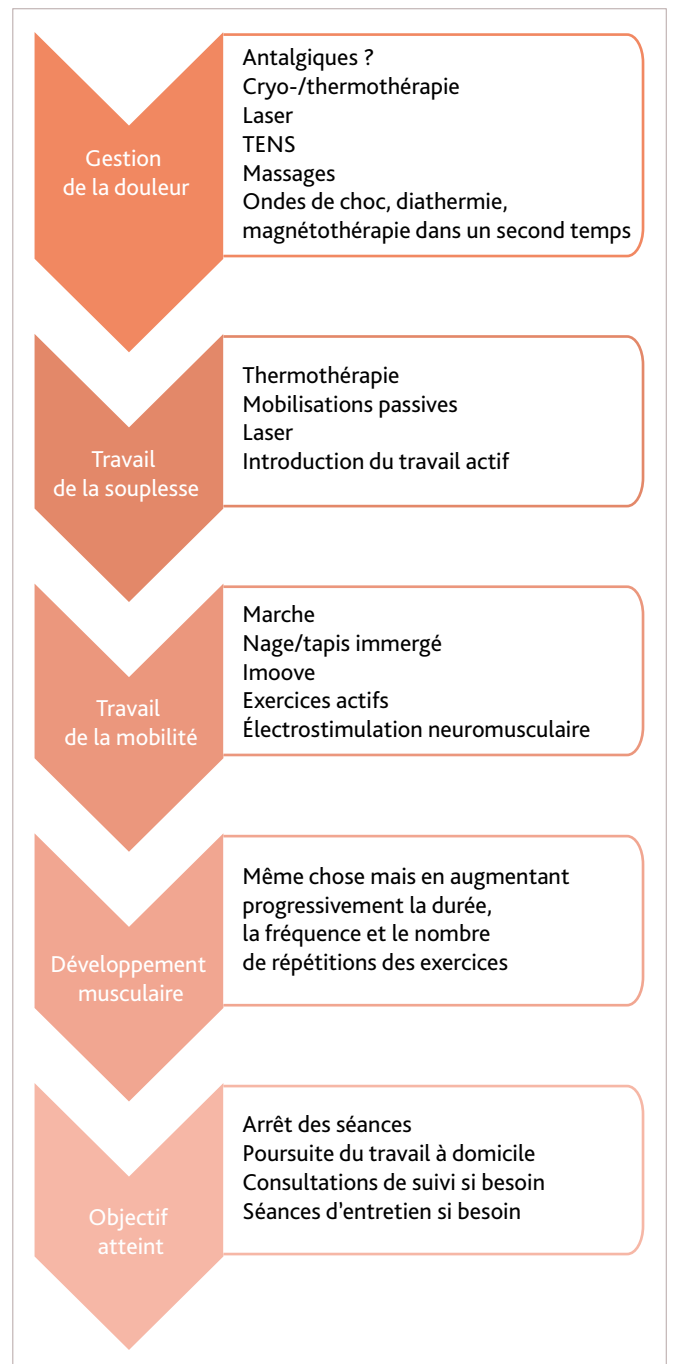 Gestion
de la douleur
Antalgiques ?
Cryo-/thermothérapie
Laser
TENS
Massages
Ondes de choc, diathermie,
magnétothérapie dans un second temps
Travail
de la souplesse
Thermothérapie
Mobilisations passives
Laser
Introduction du travail actif
Travail
de la mobilité
Marche
Nage/tapis immergé
Imoove
Exercices actifs
Électrostimulation neuromusculaire
Développement
musculaire
Même chose mais en augmentant
progressivement la durée,
la fréquence et le nombre
de répétitions des exercices
Objectif
atteint
Arrêt des séances
Poursuite du travail à domicile
Consultations de suivi si besoin
Séances d'entretien si besoin